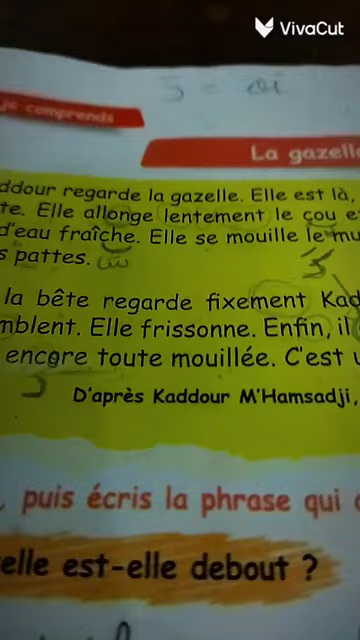 VivaCut
5 = oi
je comprends
La gazelle
ddour regarde la gazelle. Elle est là,
te. Elle allonge lentement le cou e
d'eau fraîche. Elle se mouille le mu
s pattes.
la bête regarde fixement Kad
mblent. Elle frissonne. Enfin, il
encore toute mouillée. C'est u
D'après Kaddour M'Hamsadji,
, puis écris la phrase qui
elle est-elle debout ?